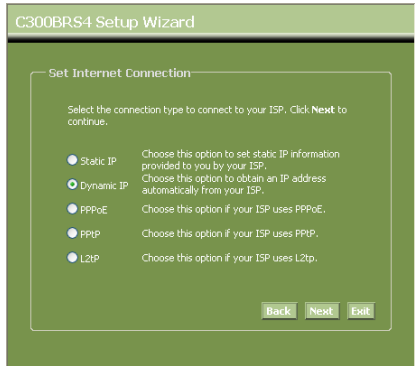 C300BRS4 Setup Wizard
Set Internet Connection
Select the connection type to connect to your ISP. Click Next to
continue.
Static IP
Choose this option to set static IP information
provided to you by your ISP.
Dynamic IP
Choose this option to obtain an IP address
automatically from your ISP.
PPPoE
Choose this option if your ISP uses PPPoE.
PPtP
Choose this option if your ISP uses PPtP.
L2tP
Choose this option if your ISP uses L2tp.
Back
Next
Exit